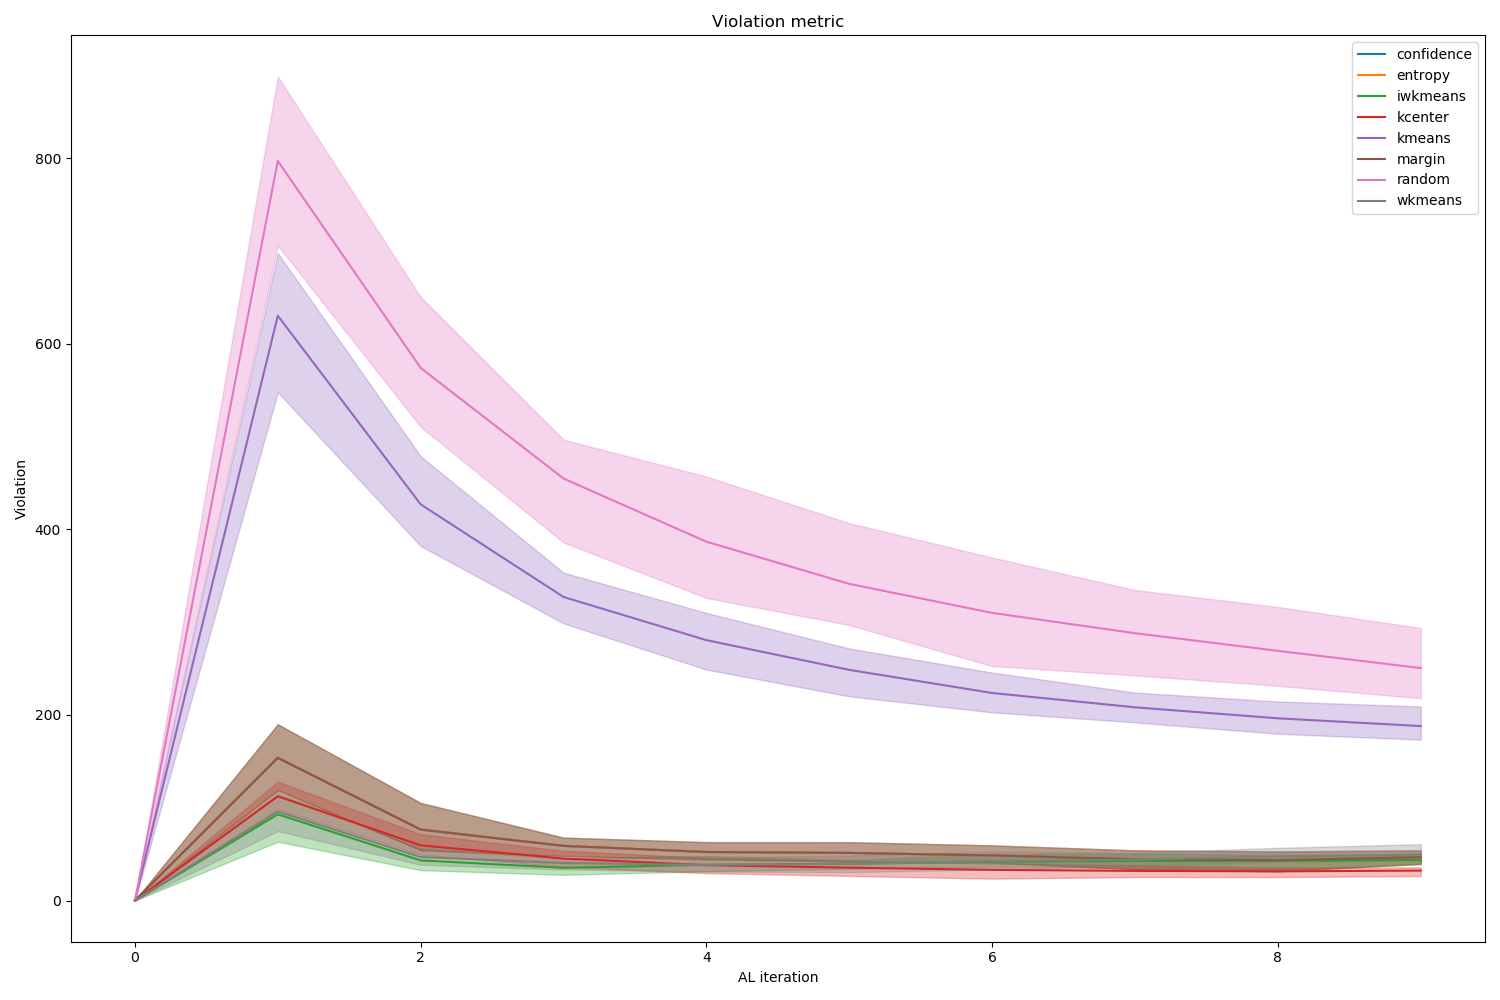 Violation metric
confidence
entropy
iwkmeans
kcenter
kmeans
margin
random
wkmeans
800
600
400
200
0
Violation
0 2 4 6 8
AL iteration